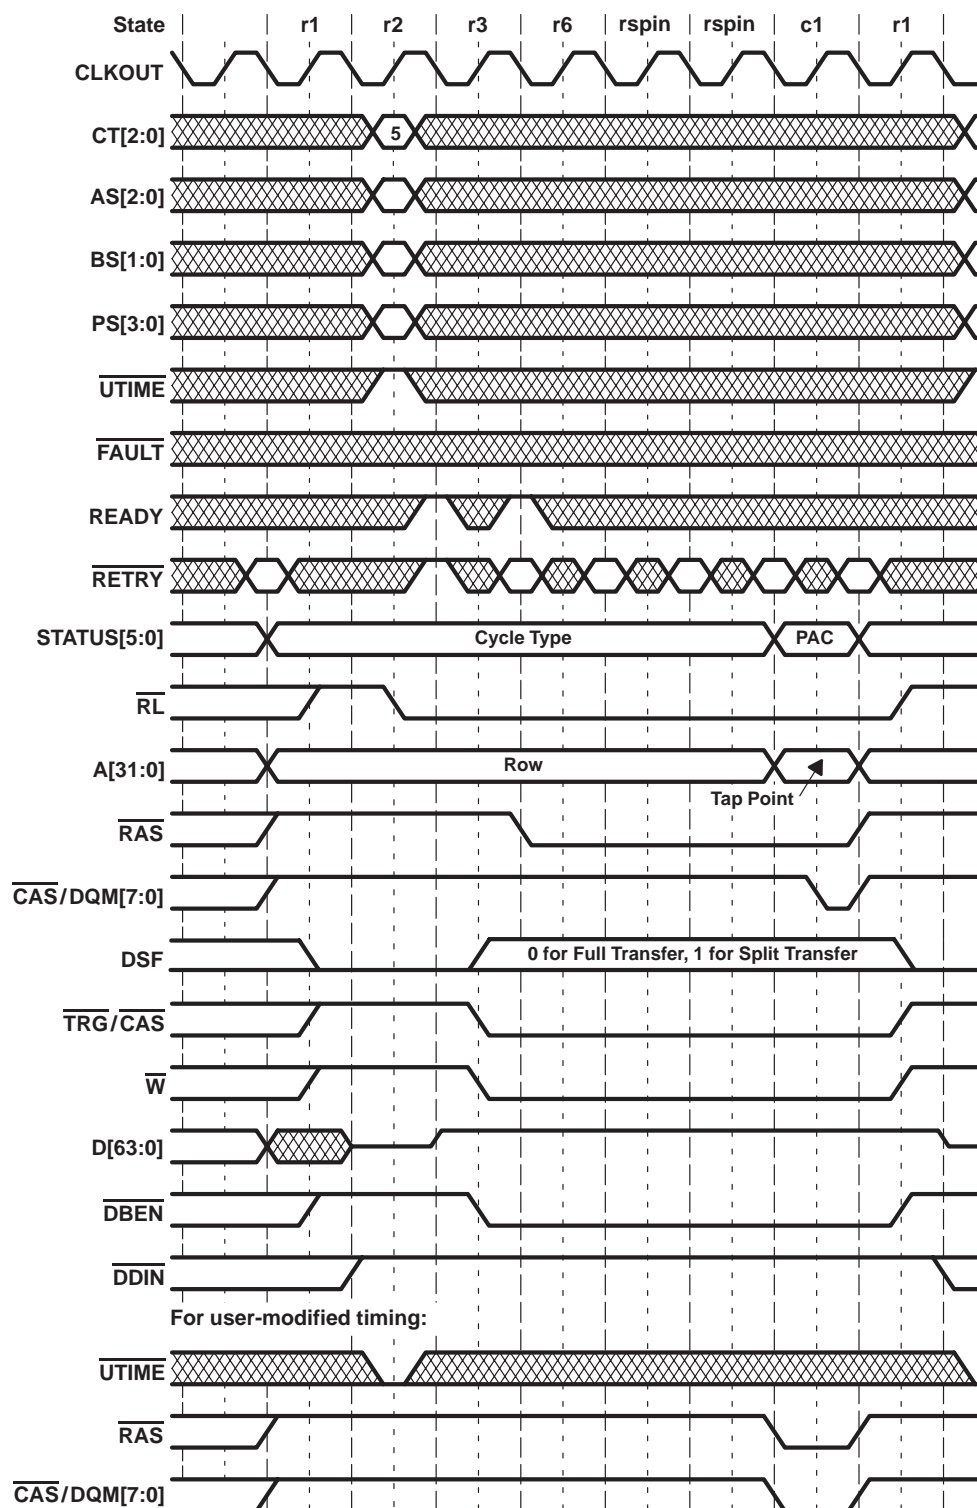 State r1 r2 r3 r6 rspin rspin c1 r1
CLKOUT
CT[2:0] 5
AS[2:0]
BS[1:0]
PS[3:0]
UTIME
FAULT
READY
RETRY
STATUS[5:0] Cycle Type PAC
RL
A[31:0] Row
Tap Point
RAS
CAS/DQM[7:0]
DSF 0 for Full Transfer, 1 for Split Transfer
TRG/CAS
W
D[63:0]
DBEN
DDIN
For user-modified timing:
UTIME
RAS
CAS/DQM[7:0]